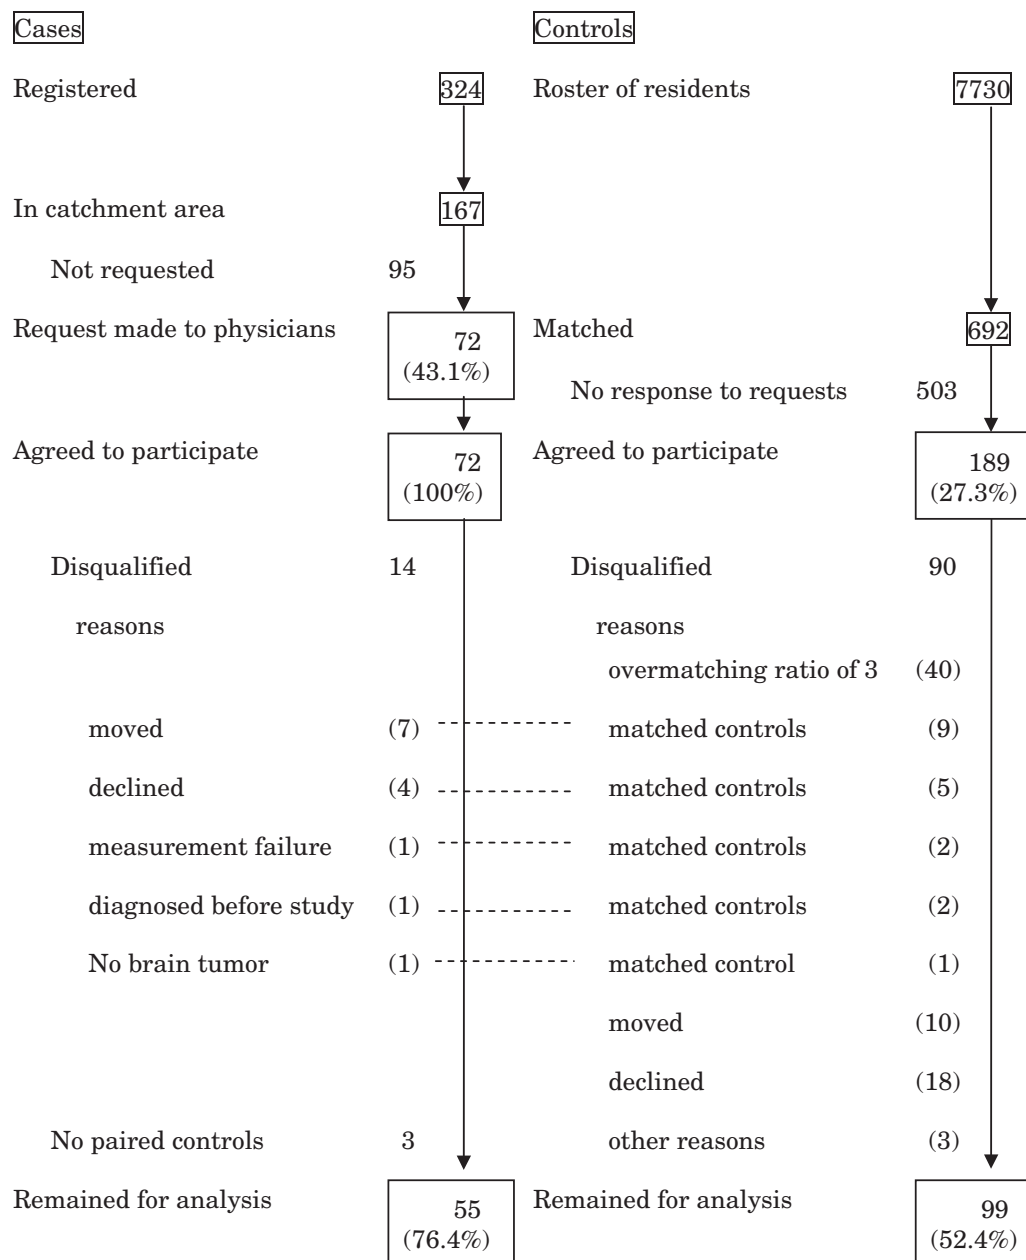 Cases Controls
Registered 324 Roster of residents 7730
In catchment area 167
Not requested 95
Request made to physicians 72 Matched 692
(43.1%)
No response to requests 503
Agreed to participate 72 Agreed to participate 189
(100%) (27.3%)
Disqualified 14 Disqualified 90
reasons reasons
overmatching ratio of 3 (40)
moved (7) matched controls (9)
declined (4) matched controls (5)
measurement failure (1) matched controls (2)
diagnosed before study (1) matched controls (2)
No brain tumor (1) matched control (1)
moved (10)
declined (18)
No paired controls 3 other reasons (3)
Remained for analysis 55 Remained for analysis 99
(76.4%) (52.4%)